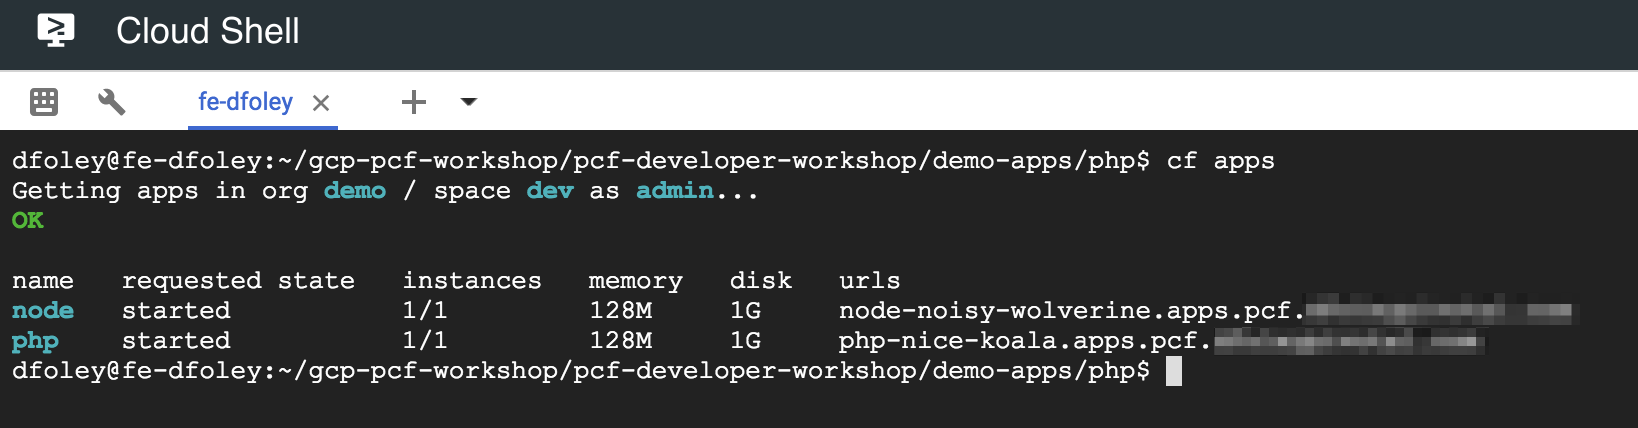 Cloud Shell
fe-dfoley
dfoley@fe-dfoley:~/gcp-pcf-workshop/pcf-developer-workshop/demo-apps/php$ cf apps
Getting apps in org demo / space dev as admin...
OK
name   requested state   instances   memory   disk   urls
node   started           1/1         128M     1G     node-noisy-wolverine.apps.pcf.
php    started           1/1         128M     1G     php-nice-koala.apps.pcf.
dfoley@fe-dfoley:~/gcp-pcf-workshop/pcf-developer-workshop/demo-apps/php$